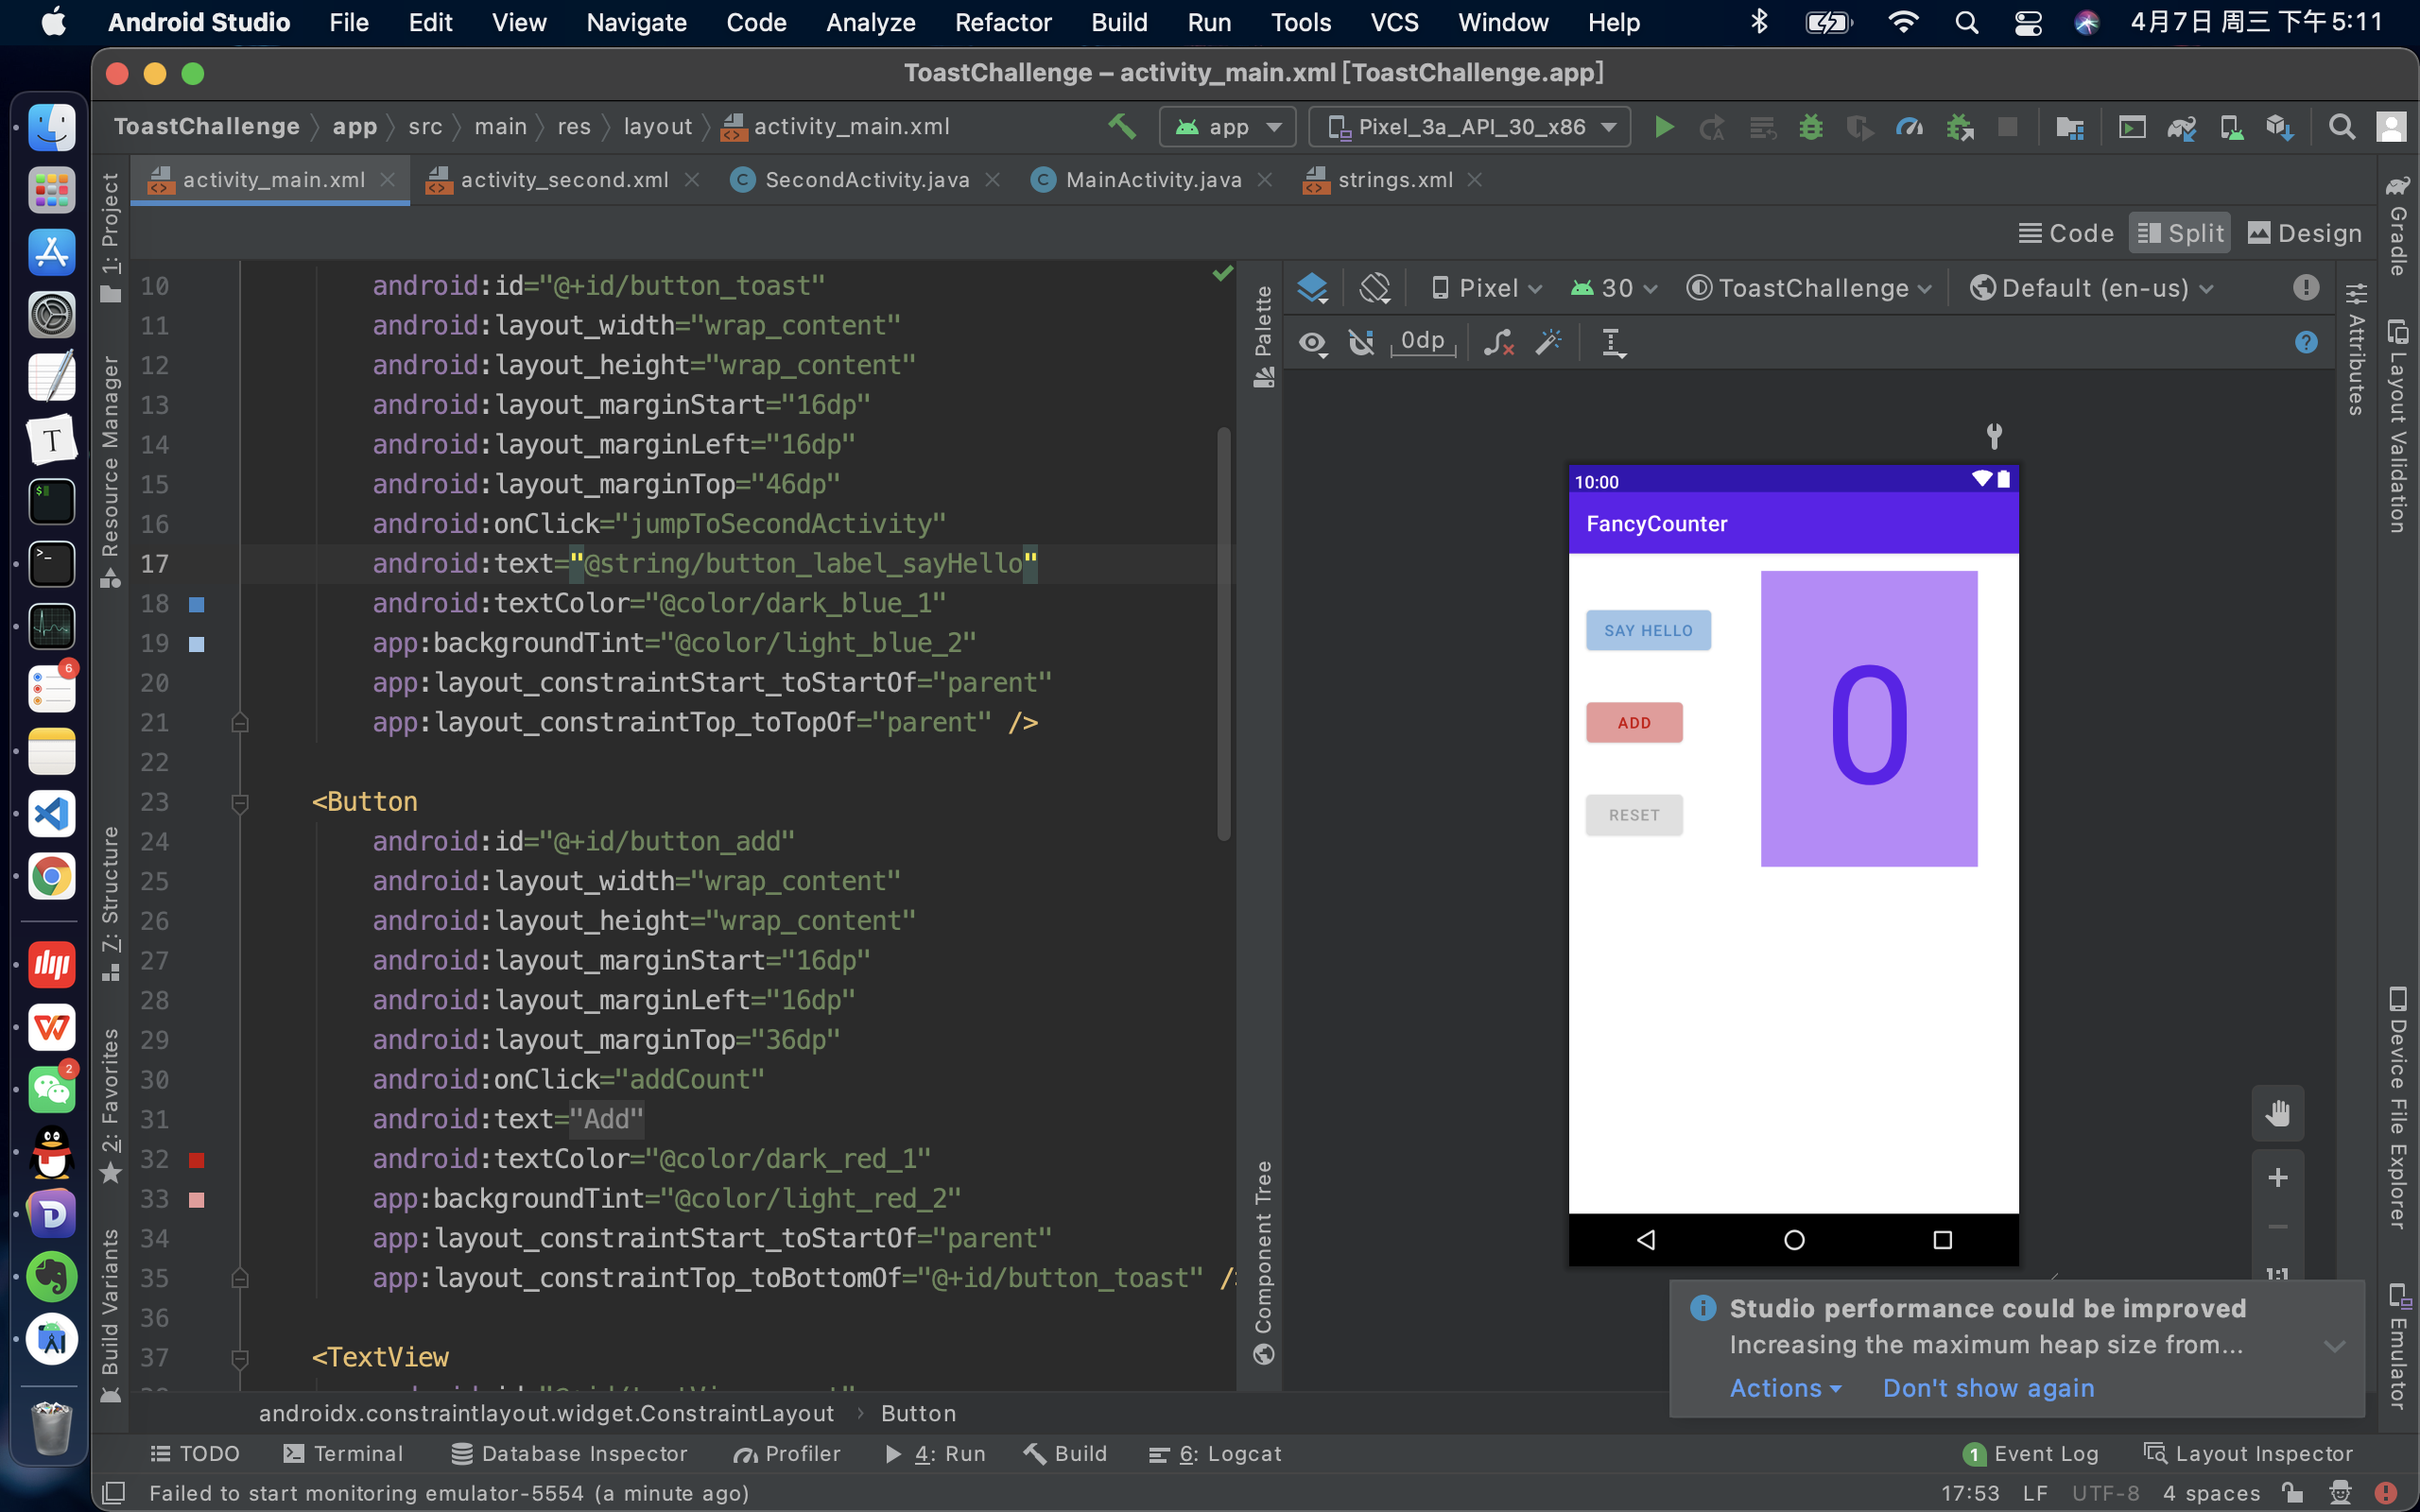 Android Studio File Edit View Navigate Code Analyze Refactor Build Run Tools VCS Window Help 4月7日 周三 下午5:11
ToastChallenge – activity_main.xml [ToastChallenge.app]
ToastChallenge app src main res layout activity_main.xml app Pixel_3a_API_30_x86
activity_main.xml activity_second.xml SecondActivity.java MainActivity.java strings.xml
Code Split Design
1: Project
Resource Manager
7: Structure
2: Favorites
Build Variants
10 android:id="@+id/button_toast"
11 android:layout_width="wrap_content"
12 android:layout_height="wrap_content"
13 android:layout_marginStart="16dp"
14 android:layout_marginLeft="16dp"
15 android:layout_marginTop="46dp"
16 android:onClick="jumpToSecondActivity"
17 android:text="@string/button_label_sayHello"
18 android:textColor="@color/dark_blue_1"
19 app:backgroundTint="@color/light_blue_2"
20 app:layout_constraintStart_toStartOf="parent"
21 app:layout_constraintTop_toTopOf="parent" />
22
23 <Button
24 android:id="@+id/button_add"
25 android:layout_width="wrap_content"
26 android:layout_height="wrap_content"
27 android:layout_marginStart="16dp"
28 android:layout_marginLeft="16dp"
29 android:layout_marginTop="36dp"
30 android:onClick="addCount"
31 android:text="Add"
32 android:textColor="@color/dark_red_1"
33 app:backgroundTint="@color/light_red_2"
34 app:layout_constraintStart_toStartOf="parent"
35 app:layout_constraintTop_toBottomOf="@+id/button_toast" /
36
37 <TextView
androidx.constraintlayout.widget.ConstraintLayout Button
Palette
Component Tree
Pixel 30 ToastChallenge Default (en-us)
0dp
10:00
FancyCounter
SAY HELLO
ADD
RESET
0
1:1
Attributes
Gradle
Layout Validation
Device File Explorer
Emulator
Studio performance could be improved
Increasing the maximum heap size from...
Actions Don't show again
6
2
TODO Terminal Database Inspector Profiler 4: Run Build 6: Logcat 1 Event Log Layout Inspector
Failed to start monitoring emulator-5554 (a minute ago) 17:53 LF UTF-8 4 spaces